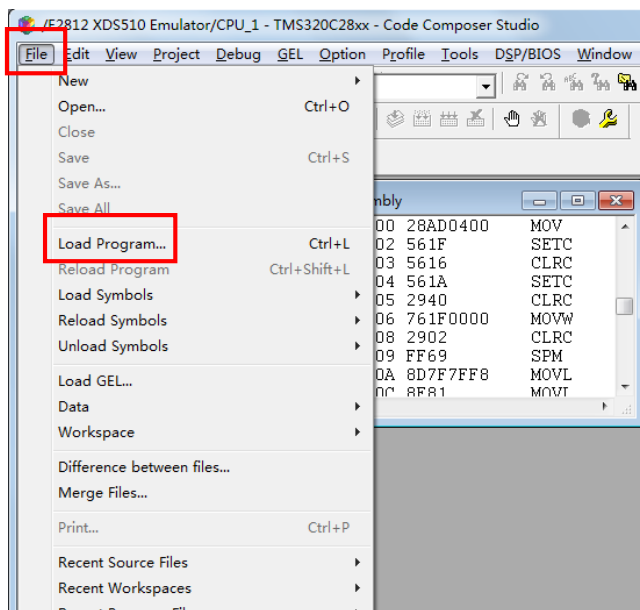 /F2812 XDS510 Emulator/CPU_1 - TMS320C28xx - Code Composer Studio
File Edit View Project Debug GEL Option Profile Tools DSP/BIOS Window
New
Open... Ctrl+O
Close
Save Ctrl+S
Save As...
Save All
Load Program... Ctrl+L
Reload Program Ctrl+Shift+L
Load Symbols
Reload Symbols
Unload Symbols
Load GEL...
Data
Workspace
Difference between files...
Merge Files...
Print... Ctrl+P
Recent Source Files
Recent Workspaces
mbly
00 28AD0400 MOV
02 561F SETC
03 5616 CLRC
04 561A SETC
05 2940 CLRC
06 761F0000 MOVW
08 2902 CLRC
09 FF69 SPM
0A 8D7F7FF8 MOVL
0C 8F81 MOVL